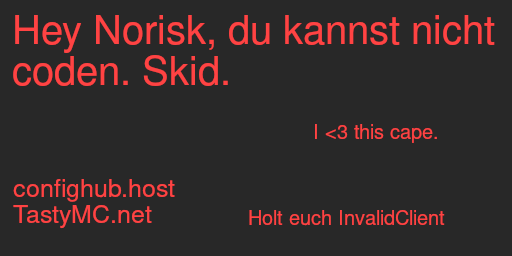 Hey Norisk, du kannst nicht
coden. Skid.
I <3 this cape.
confighub.host
TastyMC.net
Holt euch InvalidClient